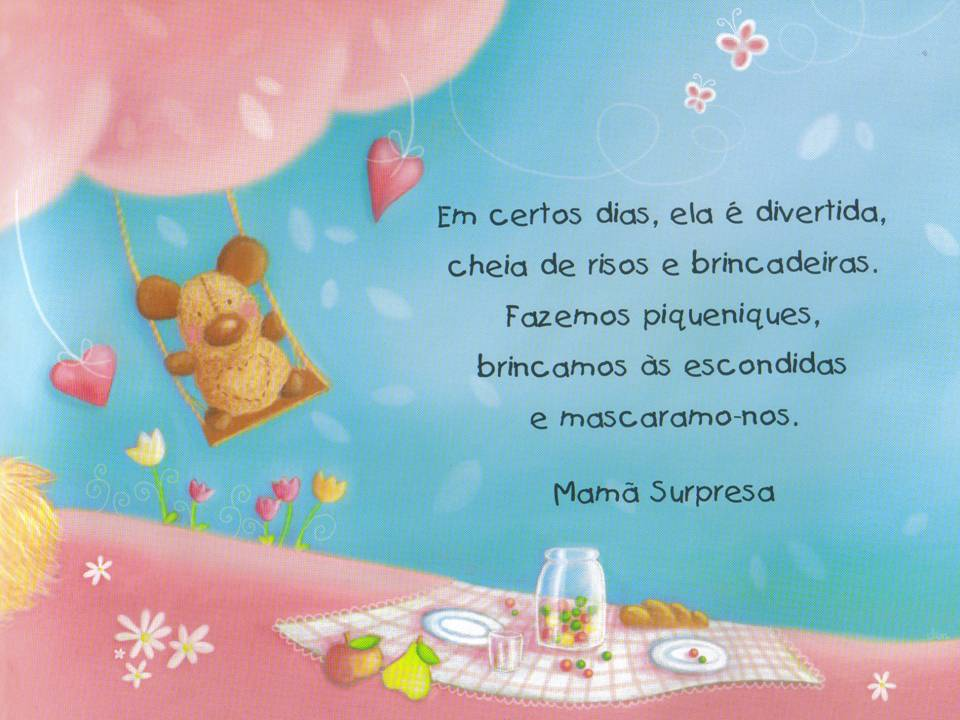 Em certos dias, ela é divertida,
cheia de risos e brincadeiras.
Fazemos piqueniques,
brincamos às escondidas
e mascaramo-nos.
Mamã Surpresa